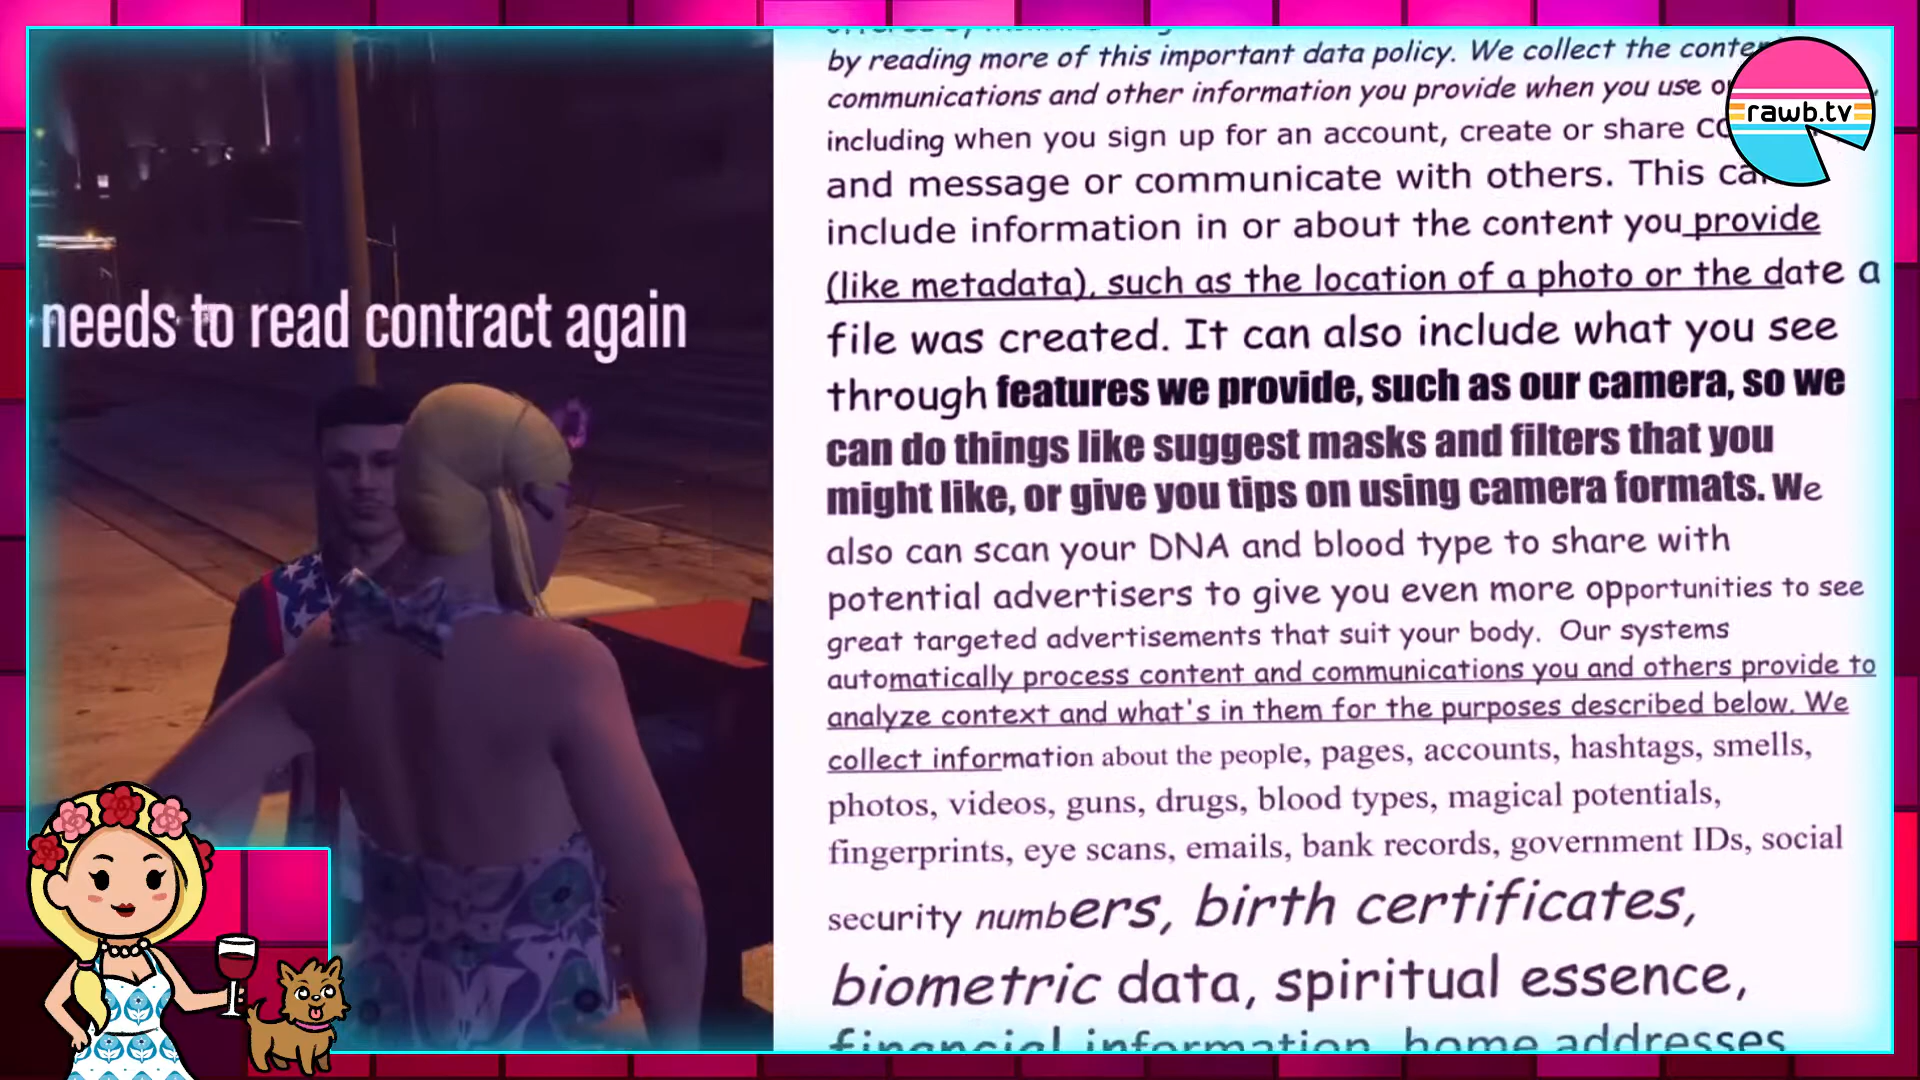 needs to read contract again
by reading more of this important data policy. We collect the
communications and other information you provide when you use
including when you sign up for an account, create or share
and message or communicate with others. This
include information in or about the content you provide
(like metadata), such as the location of a photo or the date a
file was created. It can also include what you see
through features we provide, such as our camera, so we
can do things like suggest masks and filters that you
might like, or give you tips on using camera formats. We
also can scan your DNA and blood type to share with
potential advertisers to give you even more opportunities to see
great targeted advertisements that suit your body. Our systems
automatically process content and communications you and others provide to
analyze context and what's in them for the purposes described below. We
collect information about the people, pages, accounts, hashtags, smells,
photos, videos, guns, drugs, blood types, magical potentials,
fingerprints, eye scans, emails, bank records, government IDs, social
security numbers, birth certificates,
biometric data, spiritual essence,
financial information, home addresses
rawb.tv